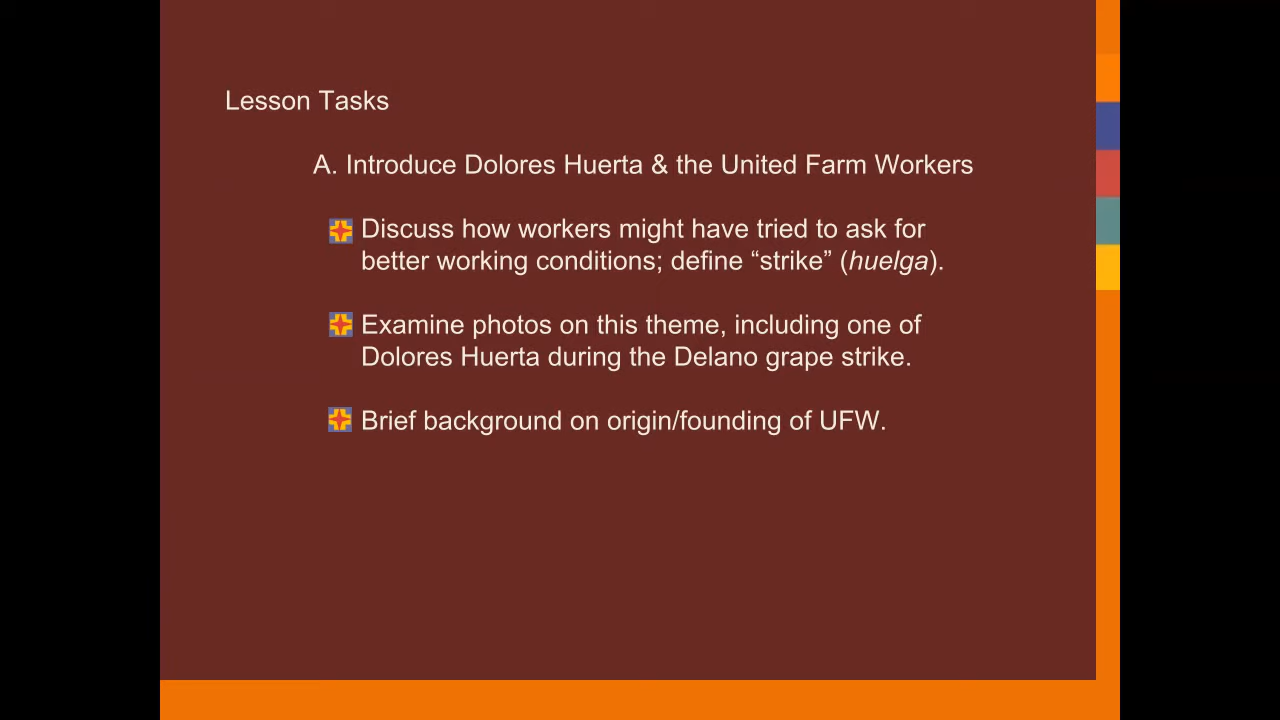 Lesson Tasks
A. Introduce Dolores Huerta & the United Farm Workers
Discuss how workers might have tried to ask for
better working conditions; define “strike” (huelga).
Examine photos on this theme, including one of
Dolores Huerta during the Delano grape strike.
Brief background on origin/founding of UFW.